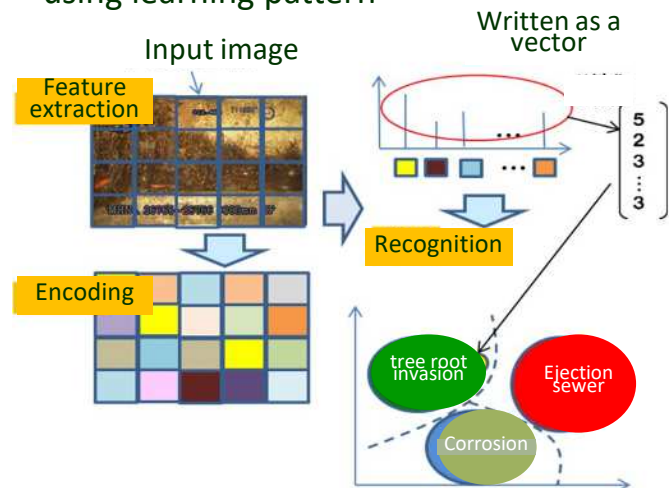 using learning pattern
Written as a
vector
Input image
Feature
extraction
5
2
3
⋮
3
...
...
Recognition
Encoding
tree root
invasion
Ejection
sewer
Corrosion